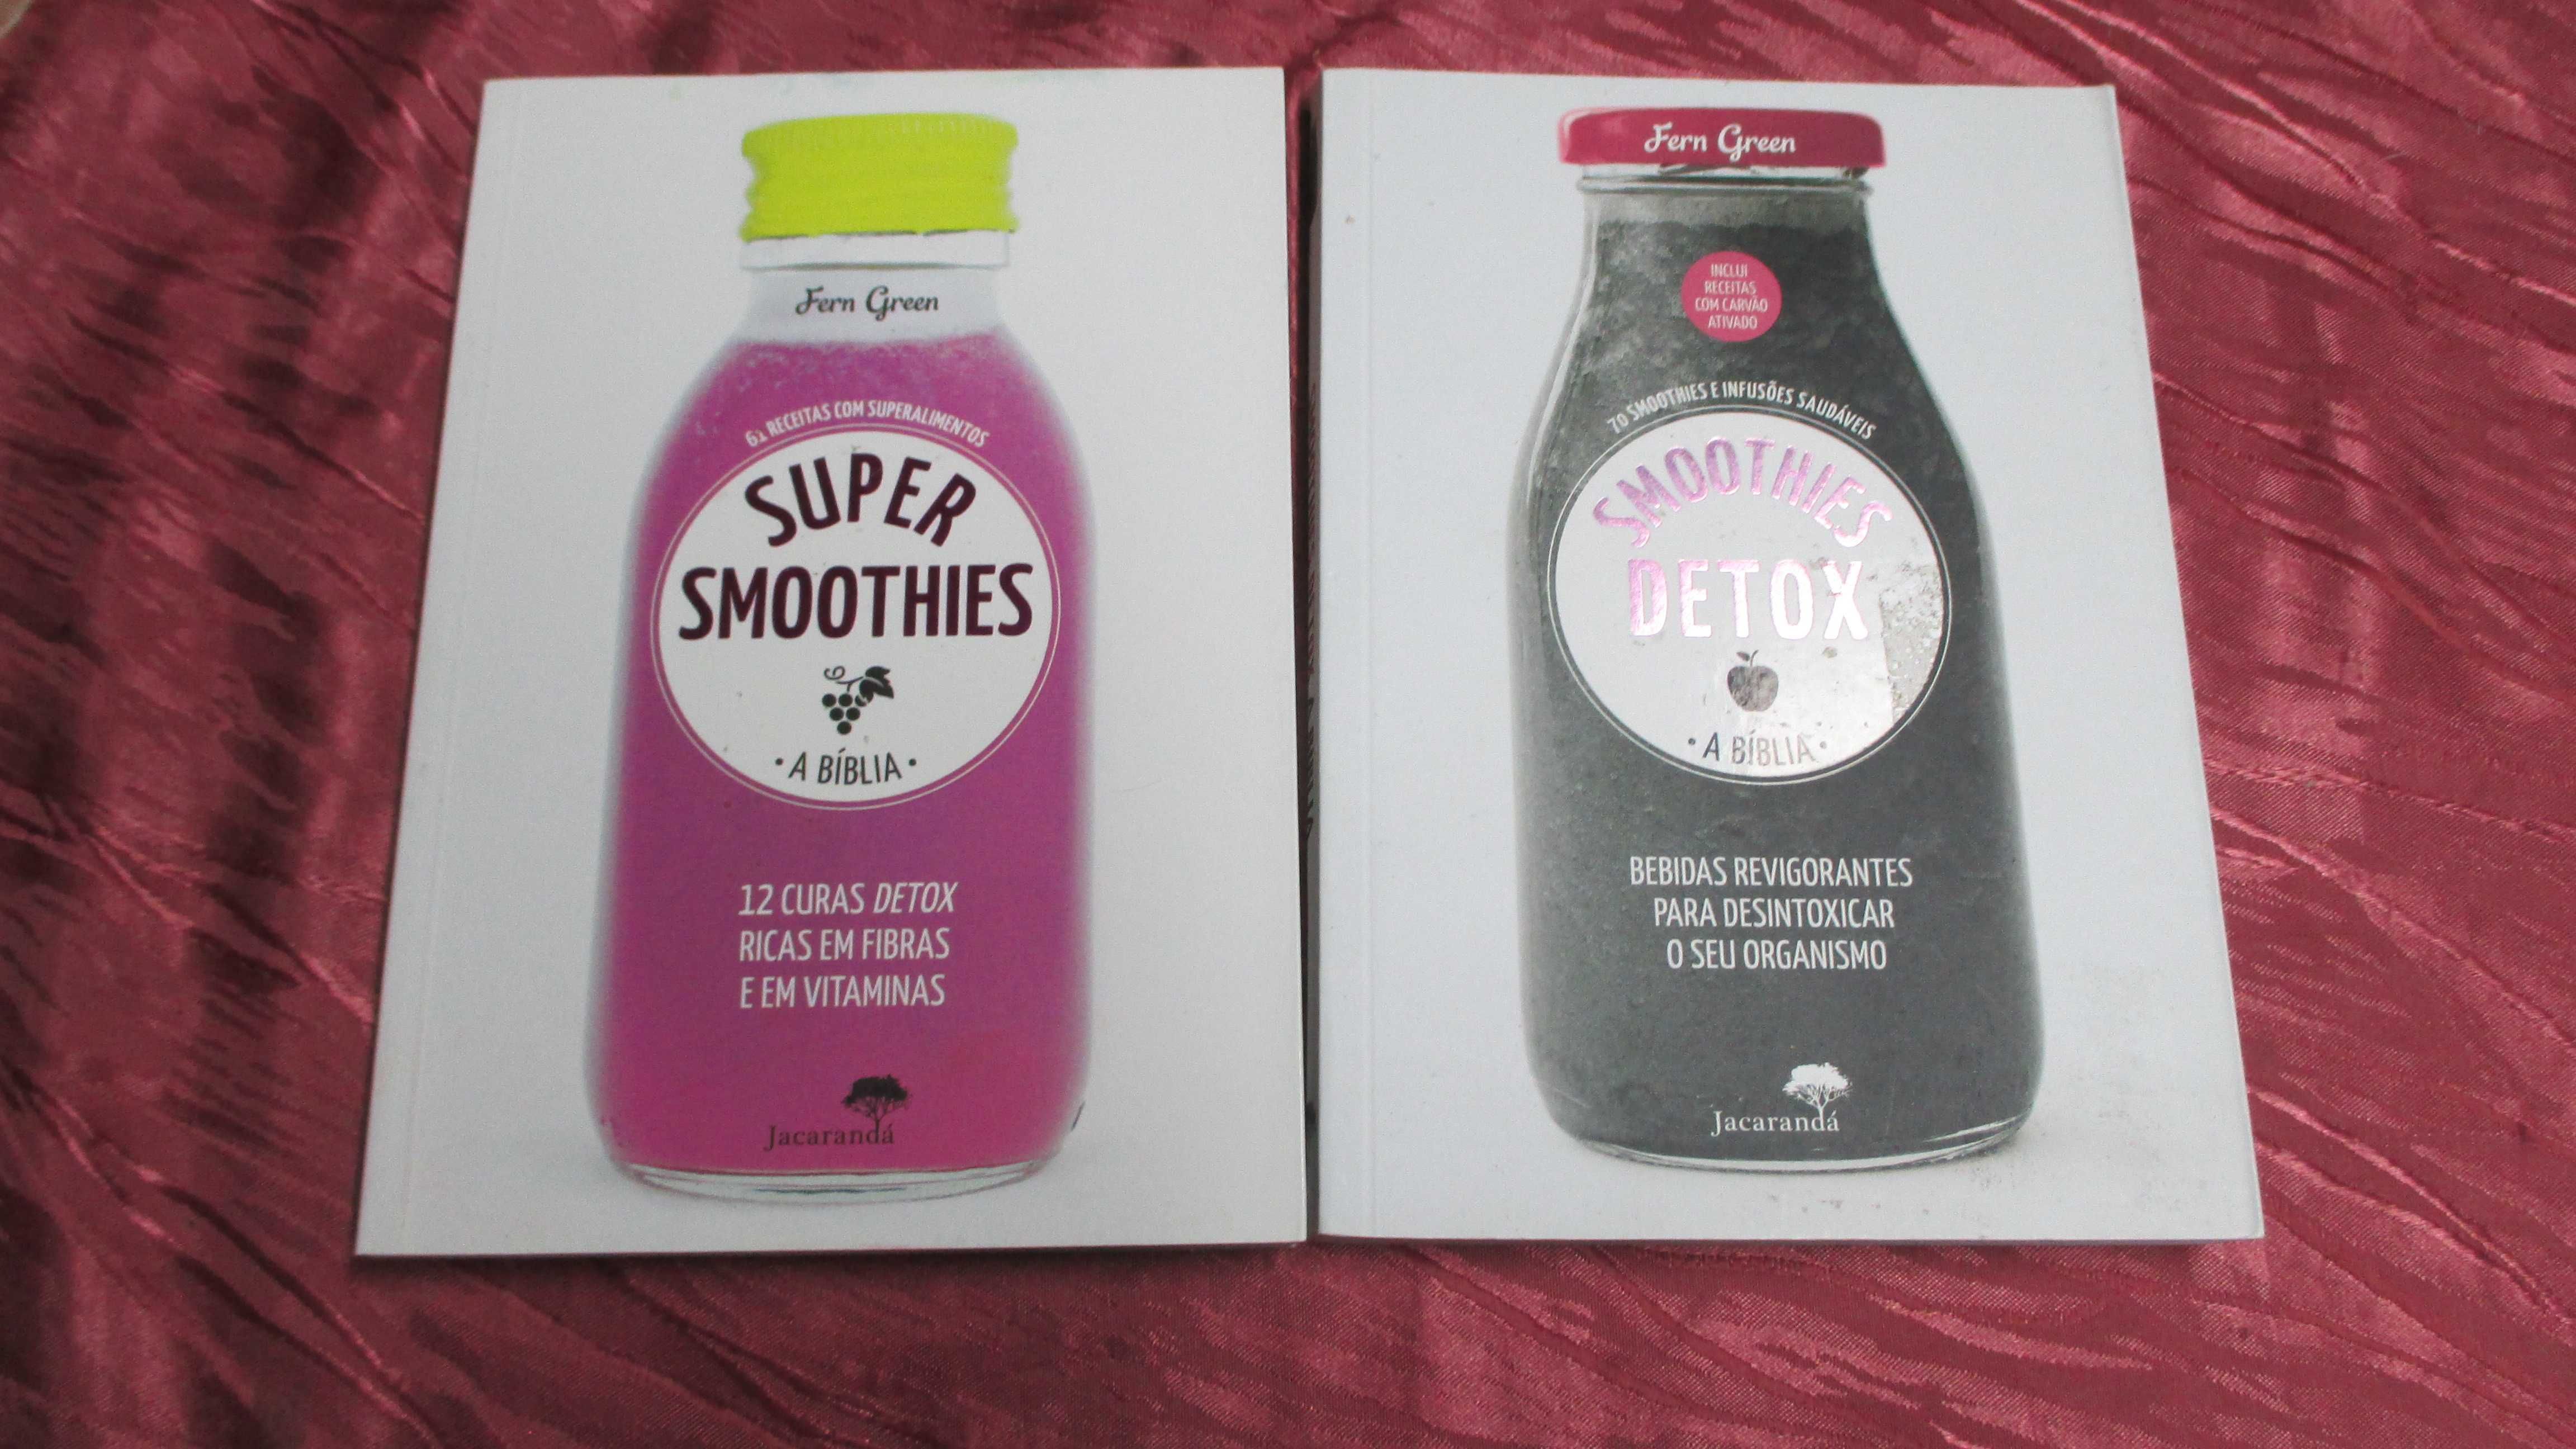 Fern Green
61 RECEITAS COM SUPERALIMENTOS
SUPER
SMOOTHIES
• A BÍBLIA •
12 CURAS DETOX
RICAS EM FIBRAS
E EM VITAMINAS
Jacarandá
Fern Green
INCLUI
RECEITAS
COM CARVÃO
ATIVADO
70 SMOOTHIES E INFUSÕES SAUDÁVEIS
SMOOTHIES
DETOX
• A BÍBLIA •
BEBIDAS REVIGORANTES
PARA DESINTOXICAR
O SEU ORGANISMO
Jacarandá